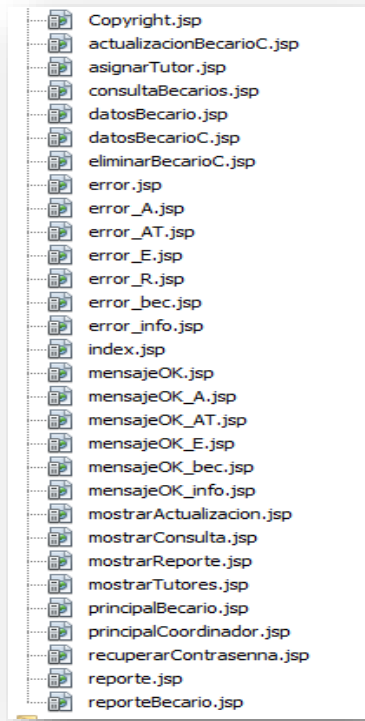 Copyright.jsp
actualizacionBecarioC.jsp
asignarTutor.jsp
consultaBecarios.jsp
datosBecario.jsp
datosBecarioC.jsp
eliminarBecarioC.jsp
error.jsp
error_A.jsp
error_AT.jsp
error_E.jsp
error_R.jsp
error_bec.jsp
error_info.jsp
index.jsp
mensajeOK.jsp
mensajeOK_A.jsp
mensajeOK_AT.jsp
mensajeOK_E.jsp
mensajeOK_bec.jsp
mensajeOK_info.jsp
mostrarActualizacion.jsp
mostrarConsulta.jsp
mostrarReporte.jsp
mostrarTutores.jsp
principalBecario.jsp
principalCoordinador.jsp
recuperarContrasenna.jsp
reporte.jsp
reporteBecario.jsp